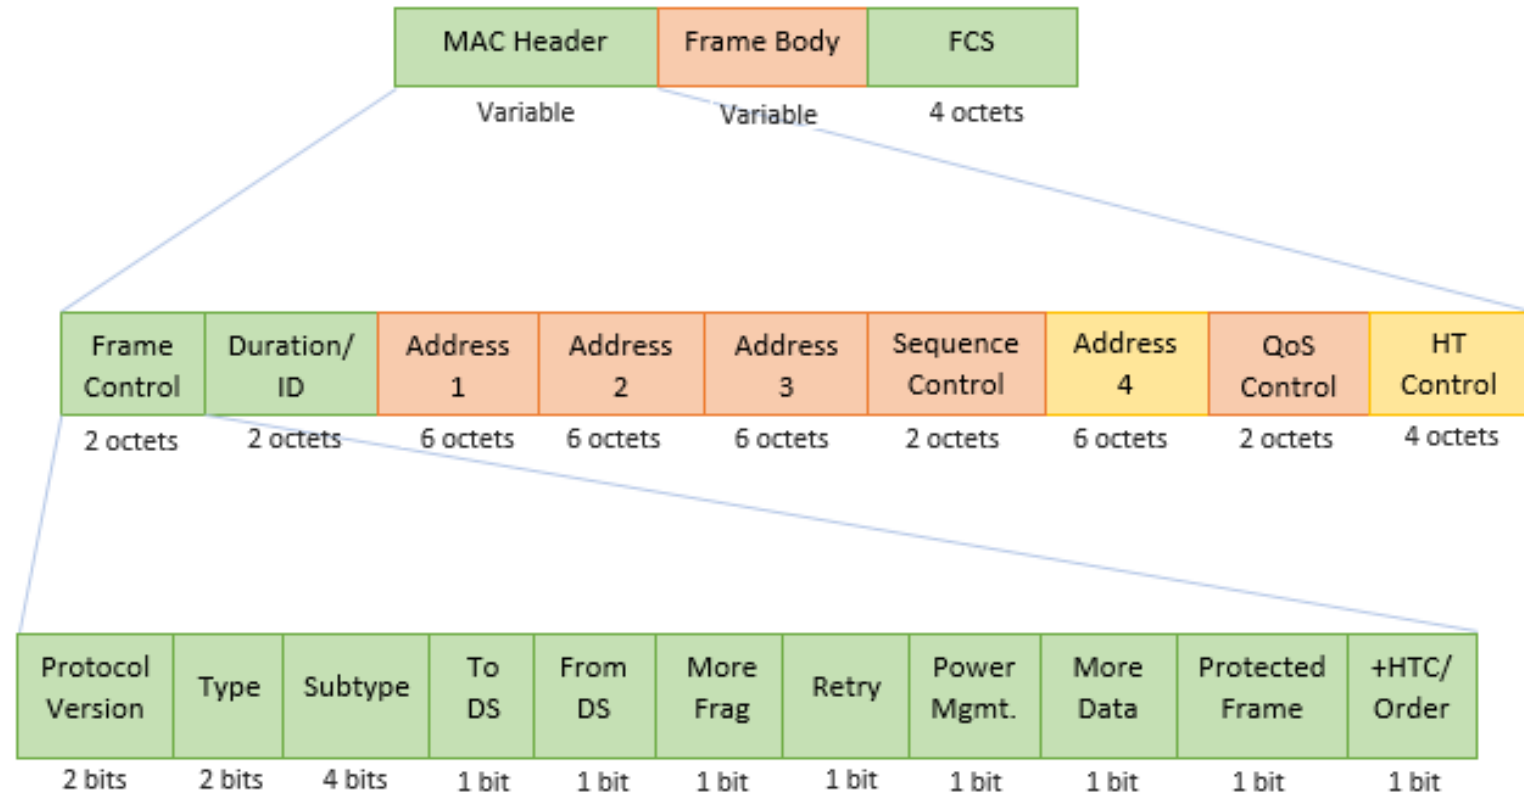 MAC Header Frame Body FCS
Variable Variable 4 octets
Frame Control Duration/ ID Address 1 Address 2 Address 3 Sequence Control Address 4 QoS Control HT Control
2 octets 2 octets 6 octets 6 octets 6 octets 2 octets 6 octets 2 octets 4 octets
Protocol Version Type Subtype To DS From DS More Frag Retry Power Mgmt. More Data Protected Frame +HTC/ Order
2 bits 2 bits 4 bits 1 bit 1 bit 1 bit 1 bit 1 bit 1 bit 1 bit 1 bit